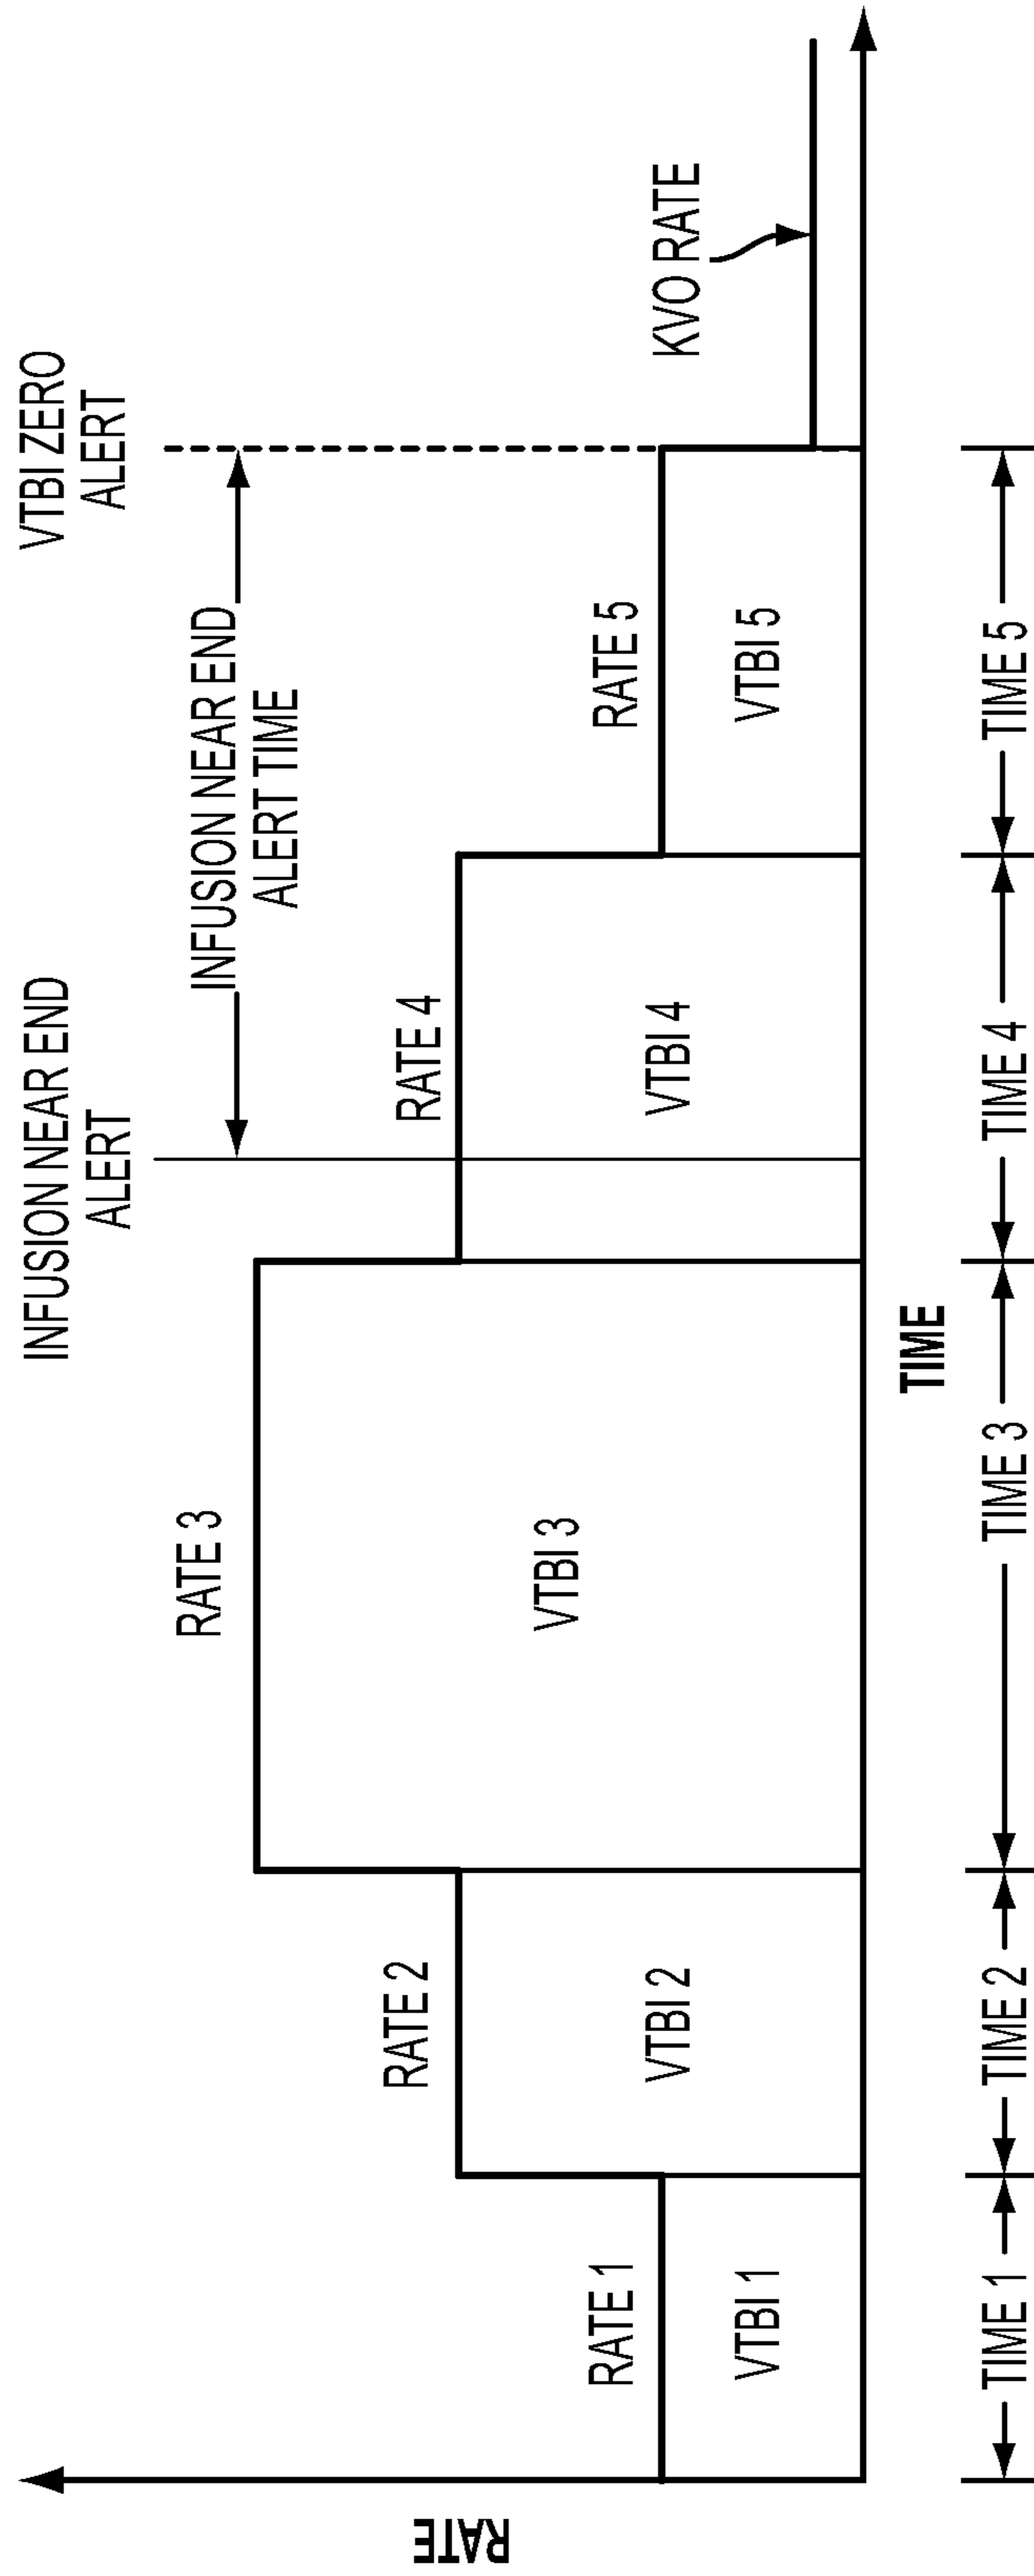 INFUSION NEAR END
ALERT
VTBI ZERO
ALERT
INFUSION NEAR END
ALERT TIME
RATE
RATE 1
RATE 2
RATE 3
RATE 4
RATE 5
KVO RATE
VTBI 1
VTBI 2
VTBI 3
VTBI 4
VTBI 5
TIME
TIME 1
TIME 2
TIME 3
TIME 4
TIME 5